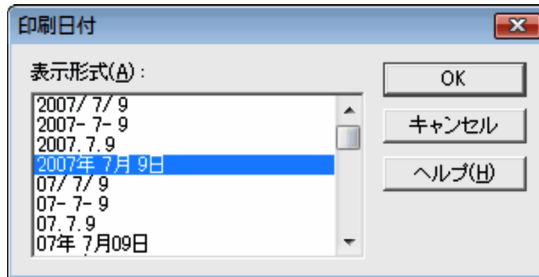 印刷日付
表示形式(A):
2007/ 7/ 9
2007- 7- 9
2007. 7. 9
2007年 7月 9日
07/ 7/ 9
07- 7- 9
07. 7. 9
07年 7月09日
OK
キャンセル
ヘルプ(H)